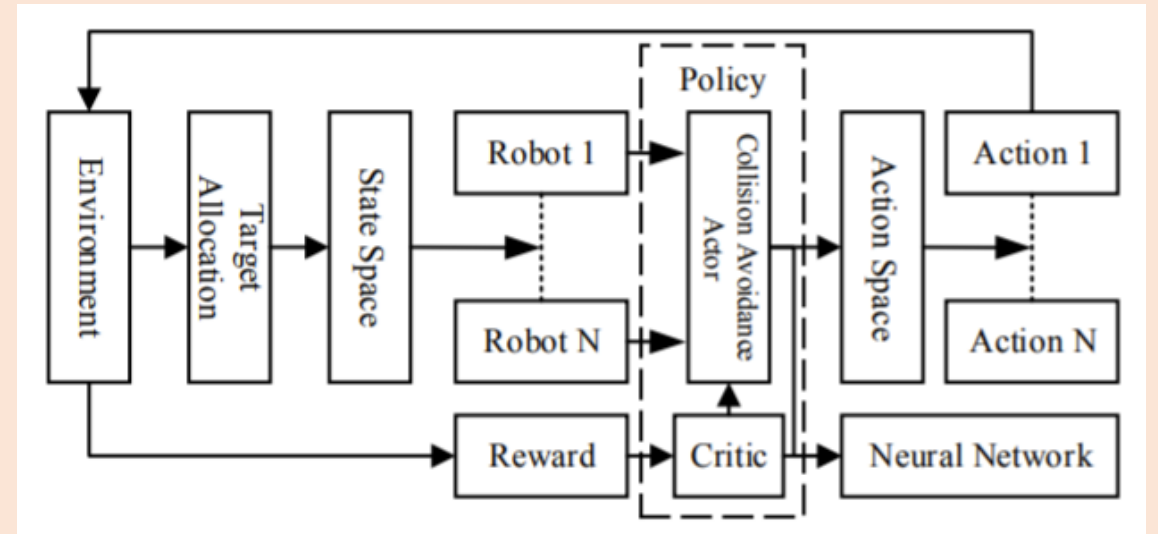 Policy
Environment
Target
Allocation
State Space
Robot 1
Robot N
Collision Avoidance
Actor
Action Space
Action 1
Action N
Reward
Critic
Neural Network